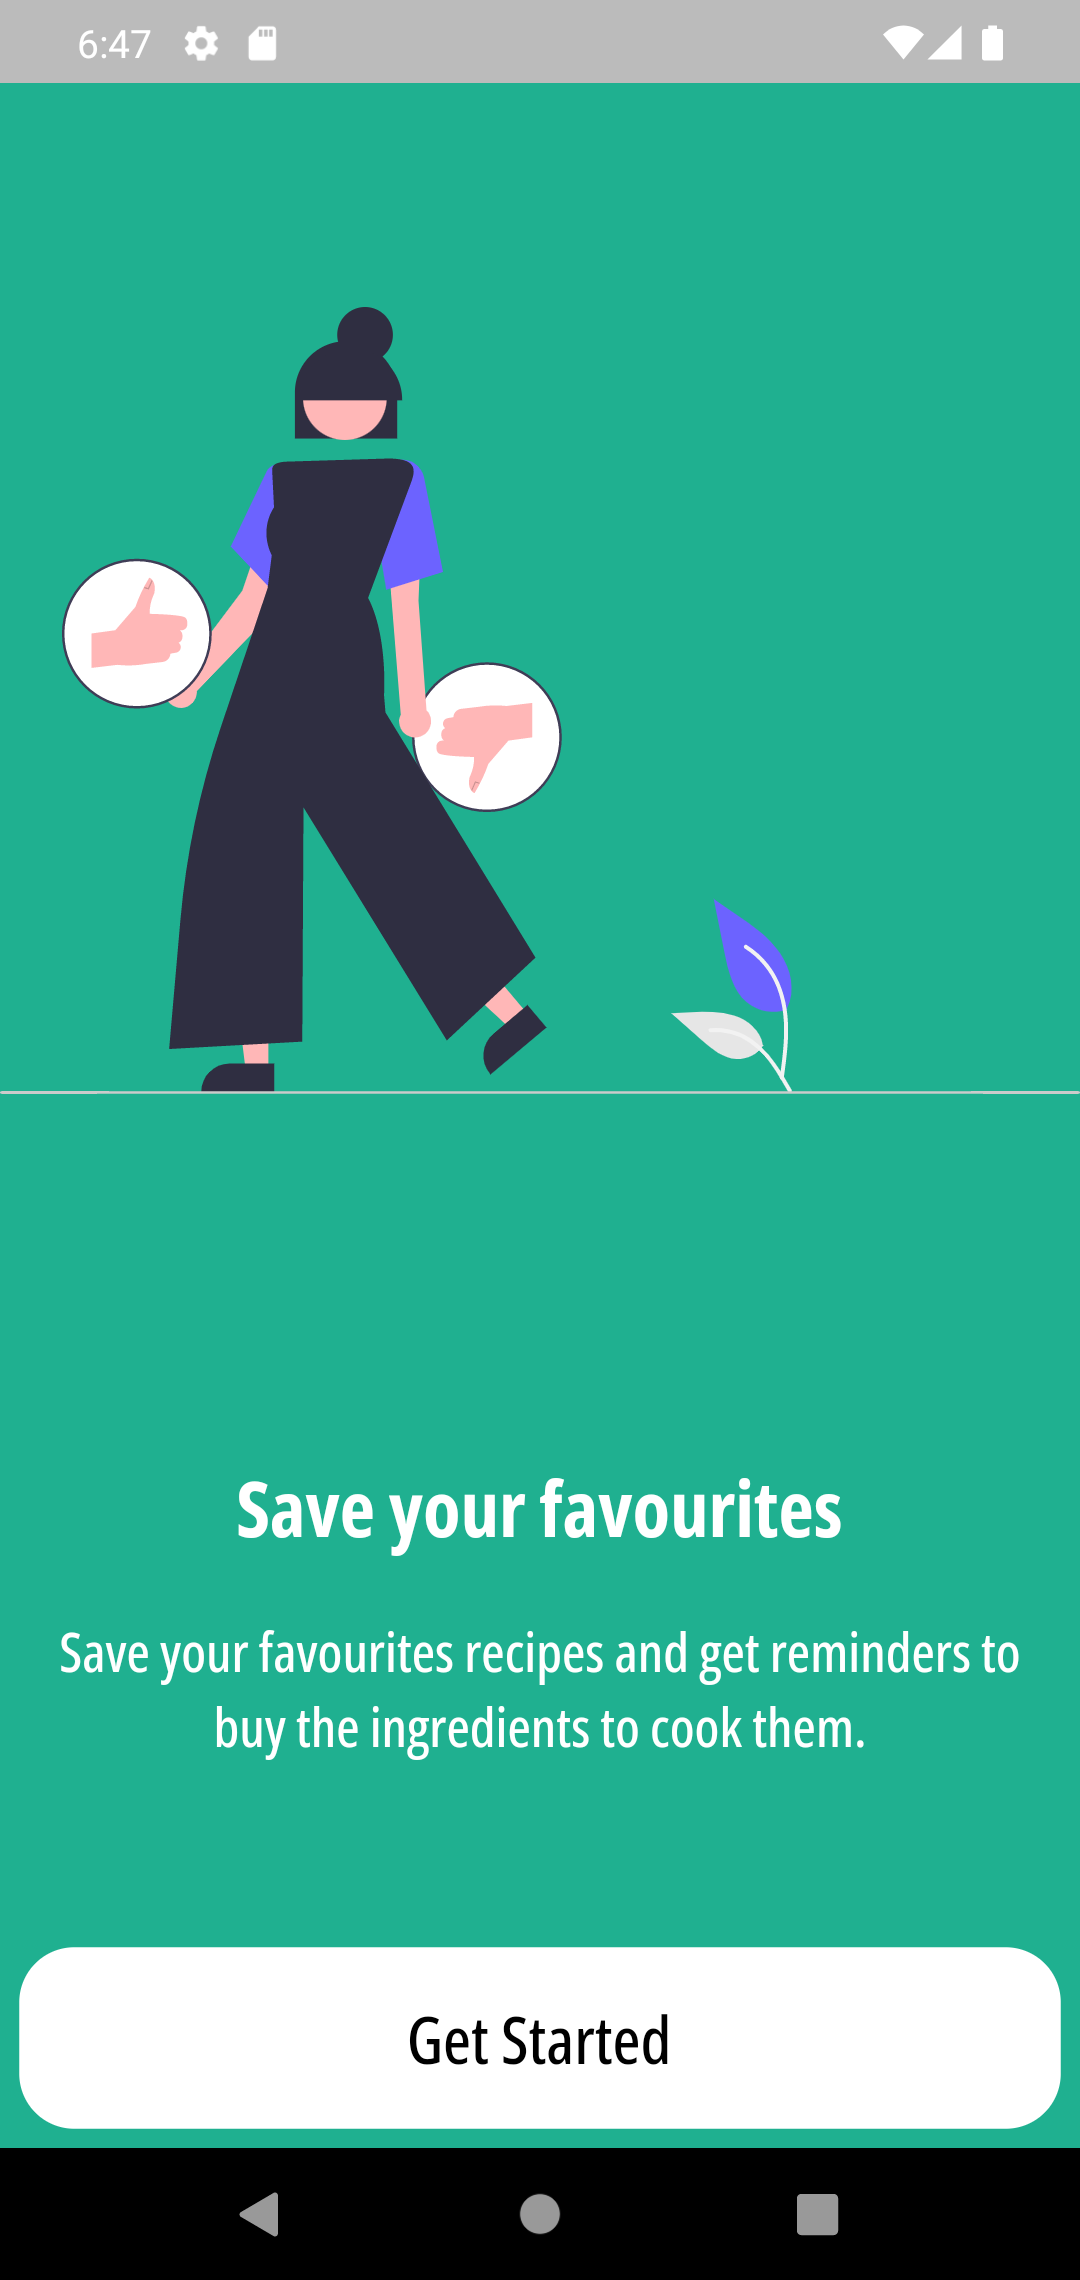 6:47
Save your favourites
Save your favourites recipes and get reminders to
buy the ingredients to cook them.
Get Started